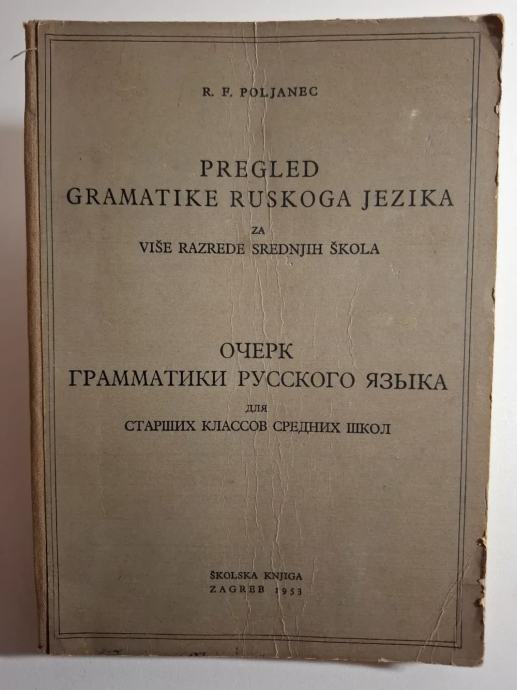 R. F. POLJANEC
PREGLED
GRAMATIKE RUSKOGA JEZIKA
ZA
VIŠE RAZREDE SREDNJIH ŠKOLA
ОЧЕРК
ГРАММАТИКИ РУССКОГО ЯЗЫКА
ДЛЯ
СТАРШИХ КЛАССОВ СРЕДНИХ ШКОЛ
ŠKOLSKA KNJIGA
ZAGREB 1953